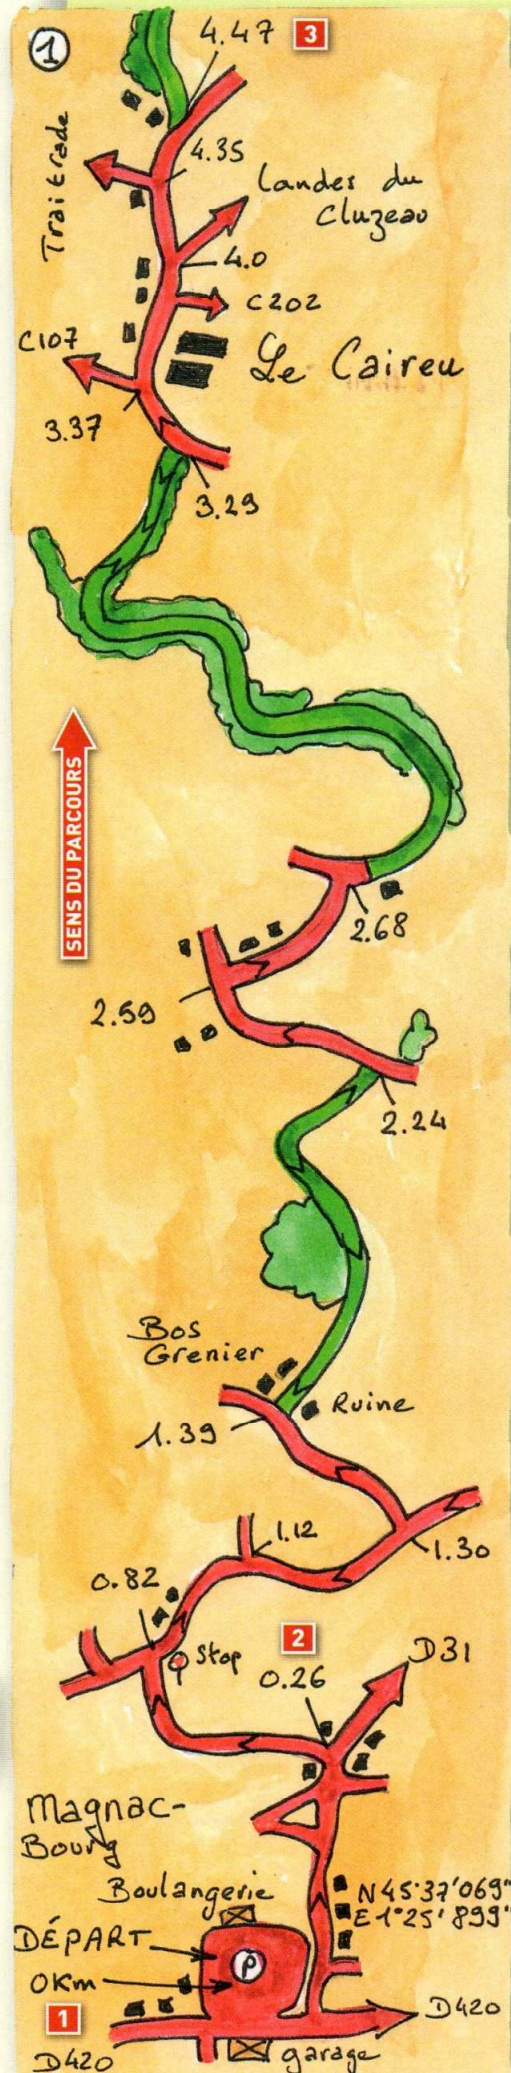 1
4.47
3
Traitrade
4.35
Landes du
Cluzeau
4.0
C202
C107
Le Caireu
3.37
3.29
SENS DU PARCOURS
2.68
2.59
2.24
Bos
Grenier
Ruine
1.39
1.12
1.30
0.82
Stop
2
0.26
D31
Magnac-
Bourg
Boulangerie
N45°37'069"
E1°25'899"
DÉPART
P
0Km
1
D420
D420
garage